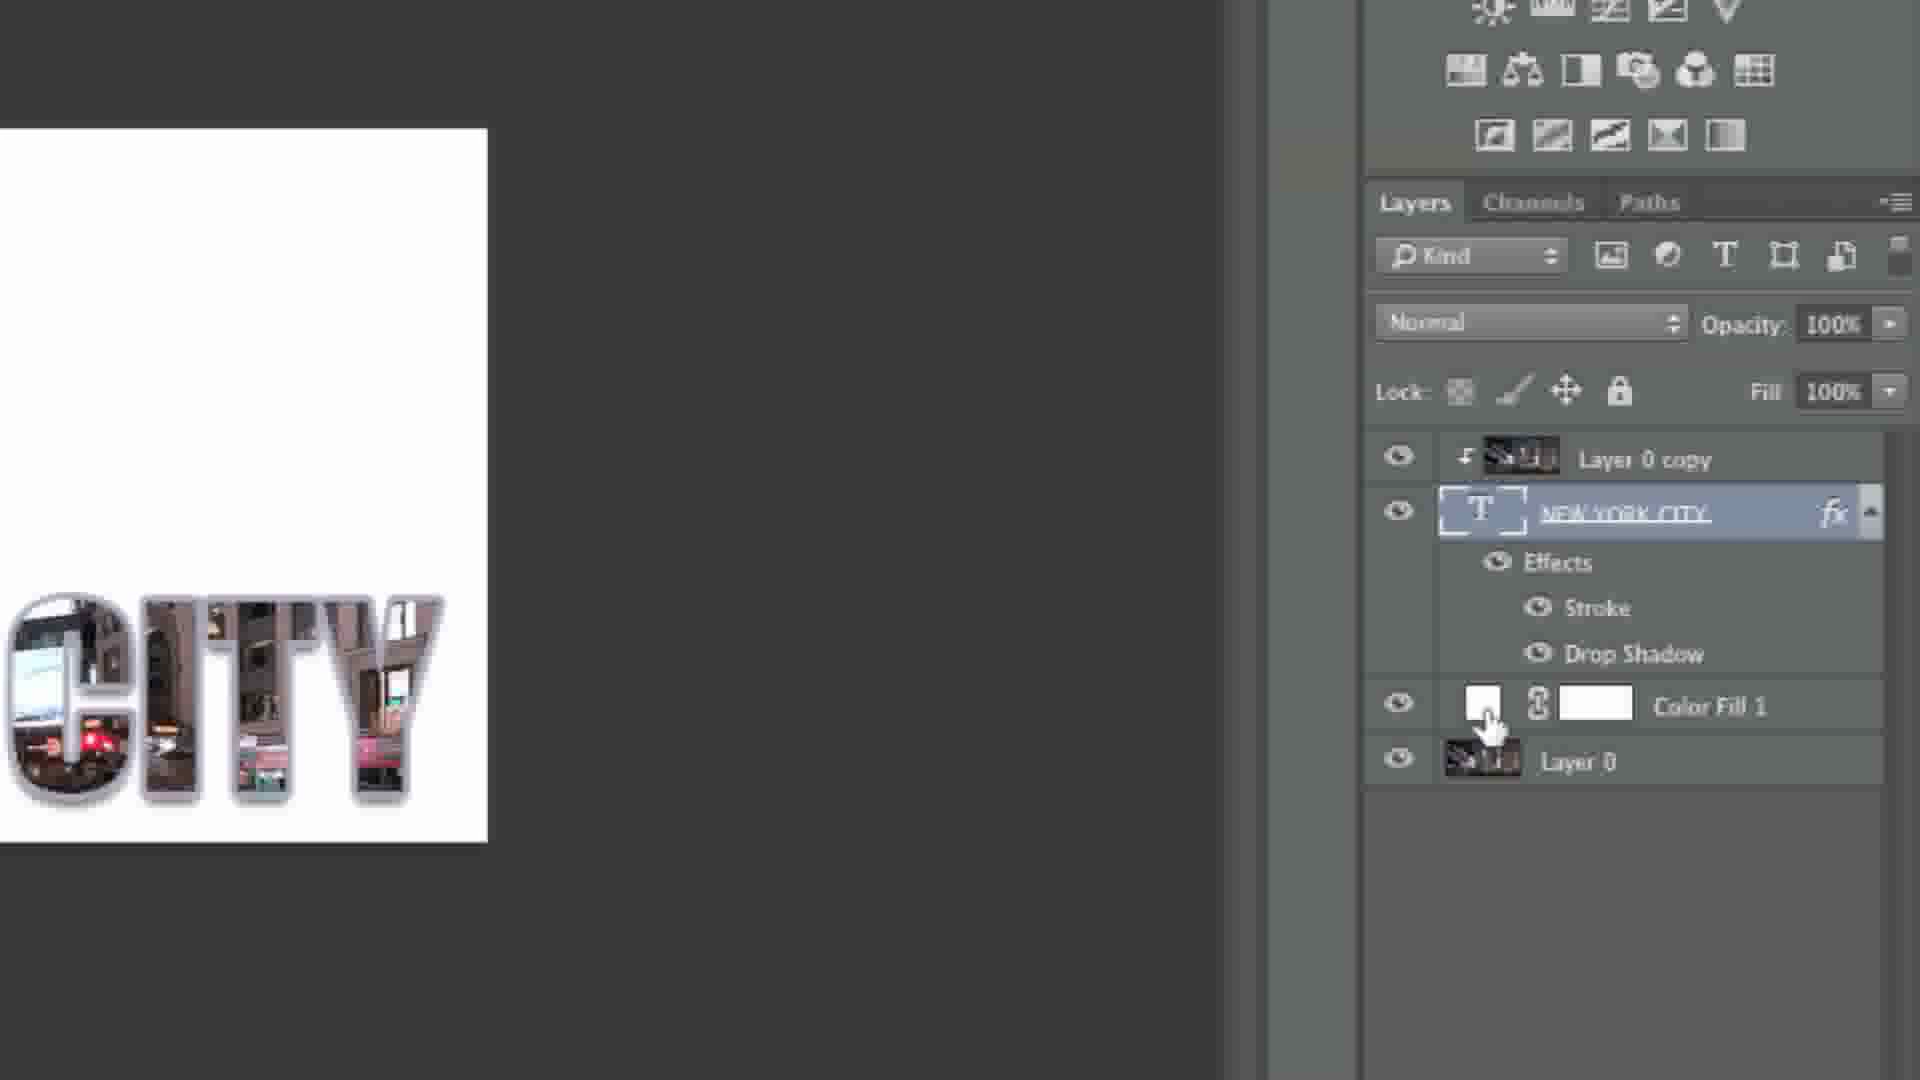 Layers Channels Paths
Kind
Normal Opacity: 100%
Lock: Fill 100%
Layer 0 copy
T NEW YORK CITY fx
Effects
Stroke
Drop Shadow
Color Fill 1
Layer 0
CITY